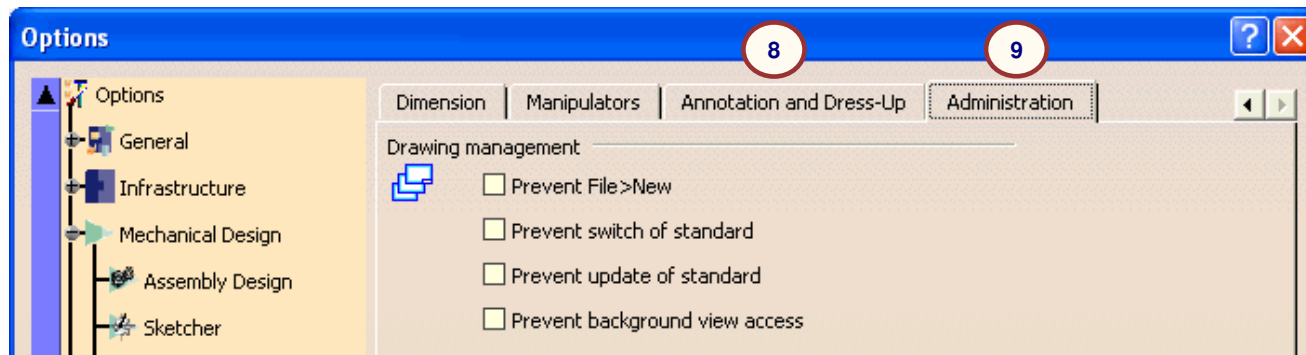 Options
8
9
Options
General
Infrastructure
Mechanical Design
Assembly Design
Sketcher
Dimension
Manipulators
Annotation and Dress-Up
Administration
Drawing management
Prevent File>New
Prevent switch of standard
Prevent update of standard
Prevent background view access